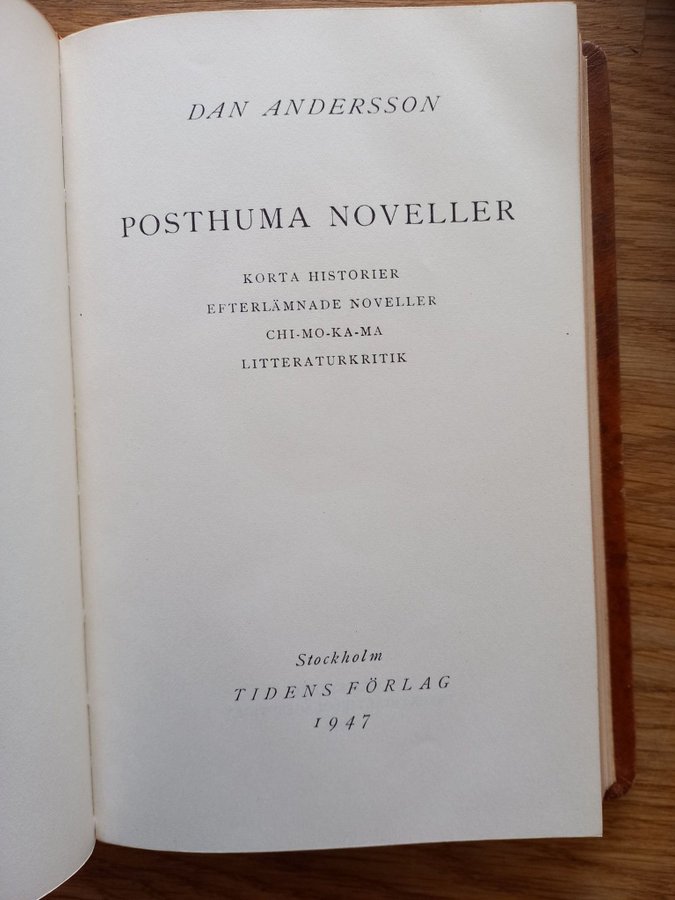 DAN ANDERSSON
POSTHUMA NOVELLER
KORTA HISTORIER
EFTERLÄMNADE NOVELLER
CHI-MO-KA-MA
LITTERATURKRITIK
Stockholm
TIDENS FÖRLAG
1947